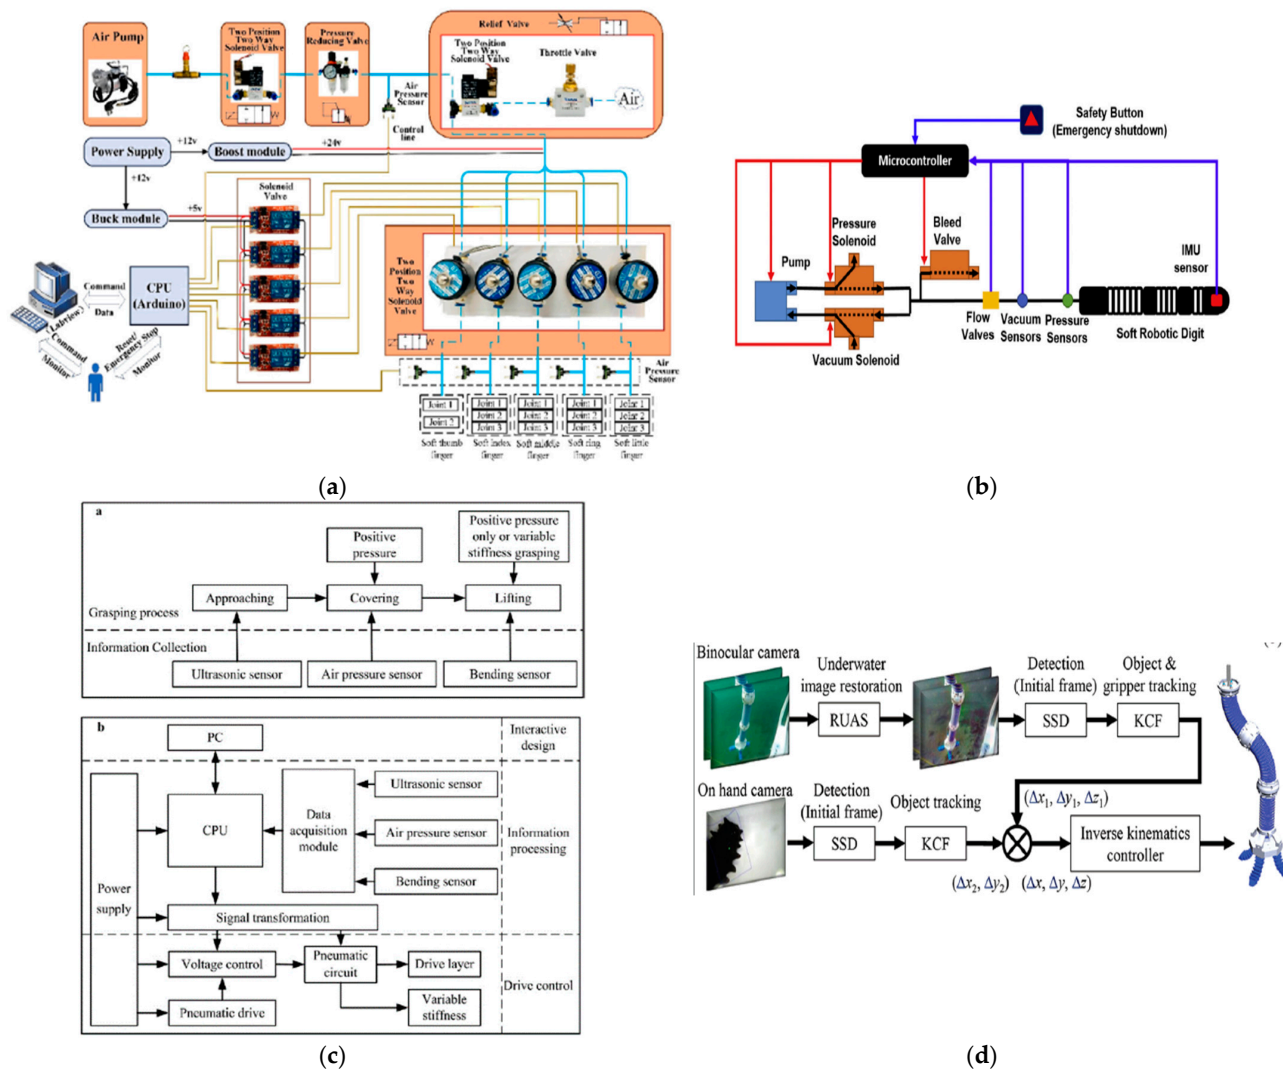 Air Pump
Two Position
Two Way
Solenoid Valve
Pressure
Reducing Valve
Relief Valve
Two Position
Two Way
Solenoid Valve
Throttle Valve
Air
Air
Pressure
Sensor
Control
line
Power Supply
+12v
Boost module
+24v
+12v
Buck module
+5v
Solenoid
Valve
Two
Position
Two Way
Solenoid
Valve
CPU
(Arduino)
Command
Data
Labview
Command
Monitor
Reset/
Emergency Stop
Monitor
Air
Pressure
Sensor
Joint 1
Joint 2
Joint 1
Joint 2
Joint 3
Joint 1
Joint 2
Joint 3
Joint 1
Joint 2
Joint 3
Joint 1
Joint 2
Joint 3
Soft thumb
finger
Soft index
finger
Soft middle
finger
Soft ring
finger
Soft little
finger
(a)
Safety Button
(Emergency shutdown)
Microcontroller
Pressure
Solenoid
Bleed
Valve
Pump
IMU
sensor
Flow
Valves
Vacuum
Sensors
Pressure
Sensors
Soft Robotic Digit
Vacuum Solenoid
(b)
a
Positive
pressure
Positive pressure
only or variable
stiffness grasping
Approaching
Covering
Lifting
Grasping process
Information Collection
Ultrasonic sensor
Air pressure sensor
Bending sensor
b
PC
Interactive
design
Power
supply
CPU
Data
acquisition
module
Ultrasonic sensor
Air pressure sensor
Bending sensor
Information
processing
Signal transformation
Voltage control
Pneumatic
circuit
Drive layer
Drive control
Pneumatic drive
Variable
stiffness
(c)
Binocular camera
Underwater
image restoration
Detection
(Initial frame)
Object &
gripper tracking
RUAS
SSD
KCF
On hand camera
Detection
(Initial frame)
Object tracking
(Δx1, Δy1, Δz1)
SSD
KCF
Inverse kinematics
controller
(Δx2, Δy2)
(Δx, Δy, Δz)
(d)